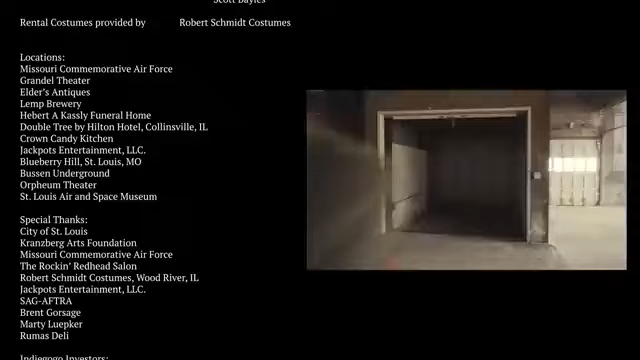 Scott Bayles
Rental Costumes provided by Robert Schmidt Costumes
Locations:
Missouri Commemorative Air Force
Grandel Theater
Elder's Antiques
Lemp Brewery
Hebert A Kassly Funeral Home
Double Tree by Hilton Hotel, Collinsville, IL
Crown Candy Kitchen
Jackpots Entertainment, LLC.
Blueberry Hill, St. Louis, MO
Bussen Underground
Orpheum Theater
St. Louis Air and Space Museum
Special Thanks:
City of St. Louis
Kranzberg Arts Foundation
Missouri Commemorative Air Force
The Rockin' Redhead Salon
Robert Schmidt Costumes, Wood River, IL
Jackpots Entertainment, LLC.
SAG-AFTRA
Brent Gorsage
Marty Luepker
Rumas Deli
Indiegogo Investors: